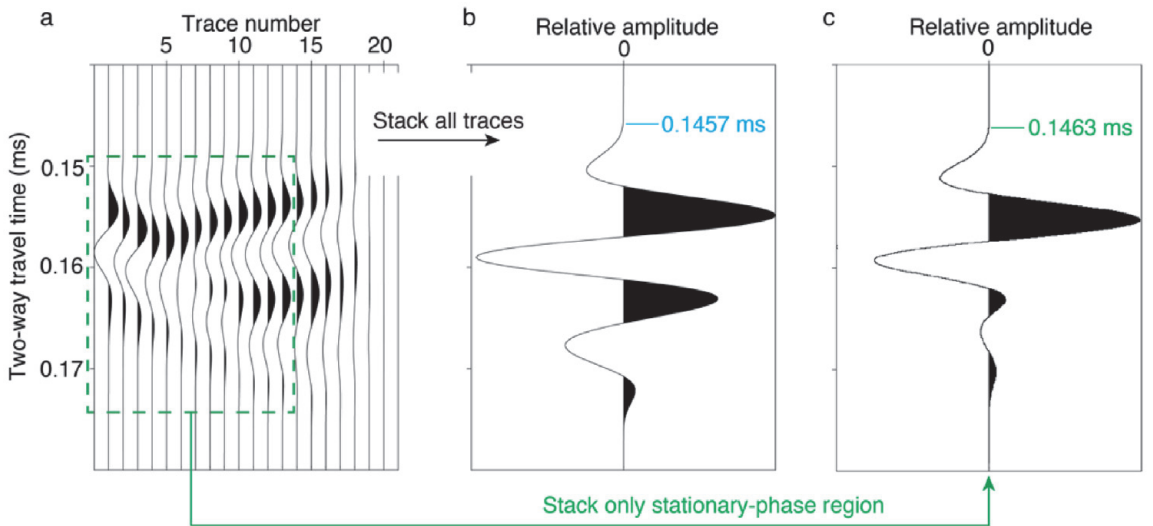 a
Trace number
5 10 15 20
Two-way travel time (ms)
0.15
0.16
0.17
Stack all traces
b
Relative amplitude
0
0.1457 ms
c
Relative amplitude
0
0.1463 ms
Stack only stationary-phase region